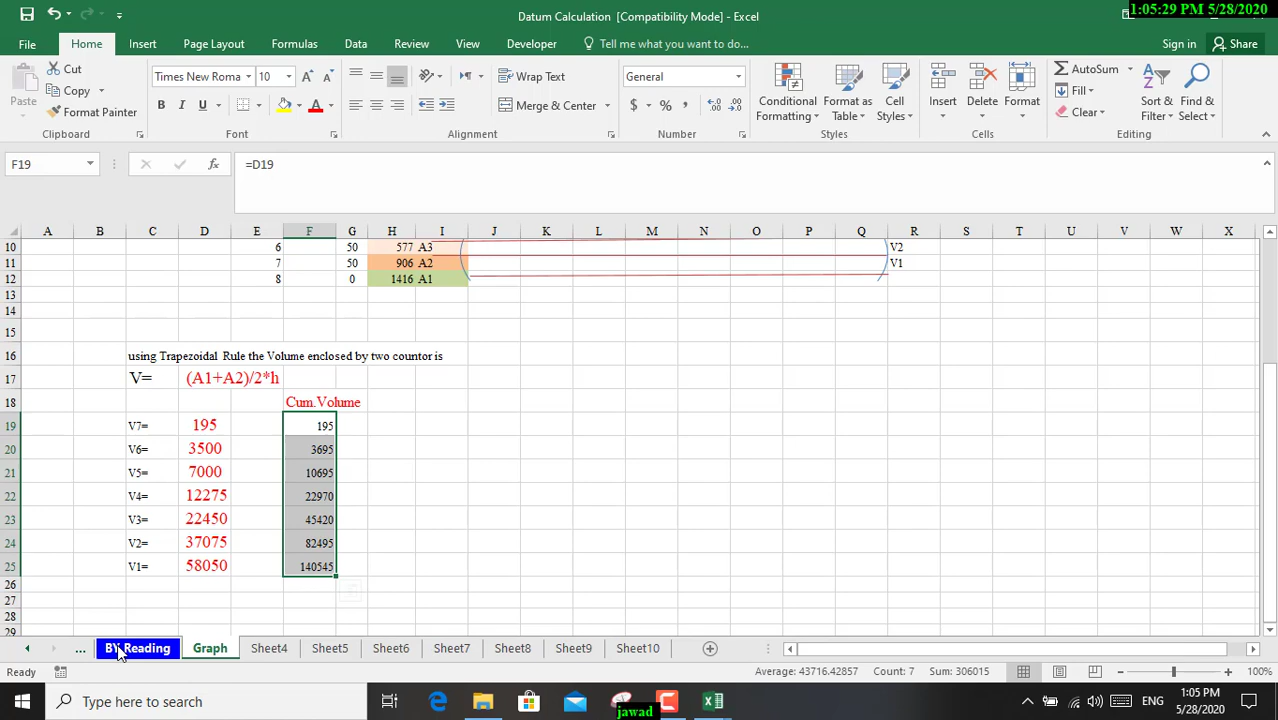 1:05:29 PM 5/28/2020
Datum Calculation [Compatibility Mode] - Excel
File Home Insert Page Layout Formulas Data Review View Developer Tell me what you want to do... Sign in Share
Paste Cut Copy Format Painter Clipboard
Times New Roma 10 A A B I U A Font
Wrap Text Merge & Center Alignment
General $ % , Number
Conditional Formatting Format as Table Cell Styles Styles
Insert Delete Format Cells
AutoSum Fill Clear Sort & Filter Find & Select Editing
F19 fx =D19
A B C D E F G H I J K L M N O P Q R S T U V W X
10 6 50 577 A3 V2
11 7 50 906 A2 V1
12 8 0 1416 A1
13
14
15
16 using Trapezoidal Rule the Volume enclosed by two countor is
17 V= (A1+A2)/2*h
18 Cum.Volume
19 V7= 195 195
20 V6= 3500 3695
21 V5= 7000 10695
22 V4= 12275 22970
23 V3= 22450 45420
24 V2= 37075 82495
25 V1= 58050 140545
26
27
28
29
... BY Reading Graph Sheet4 Sheet5 Sheet6 Sheet7 Sheet8 Sheet9 Sheet10
Ready Average: 43716.42857 Count: 7 Sum: 306015 100%
Type here to search jawad ENG 1:05 PM
5/28/2020